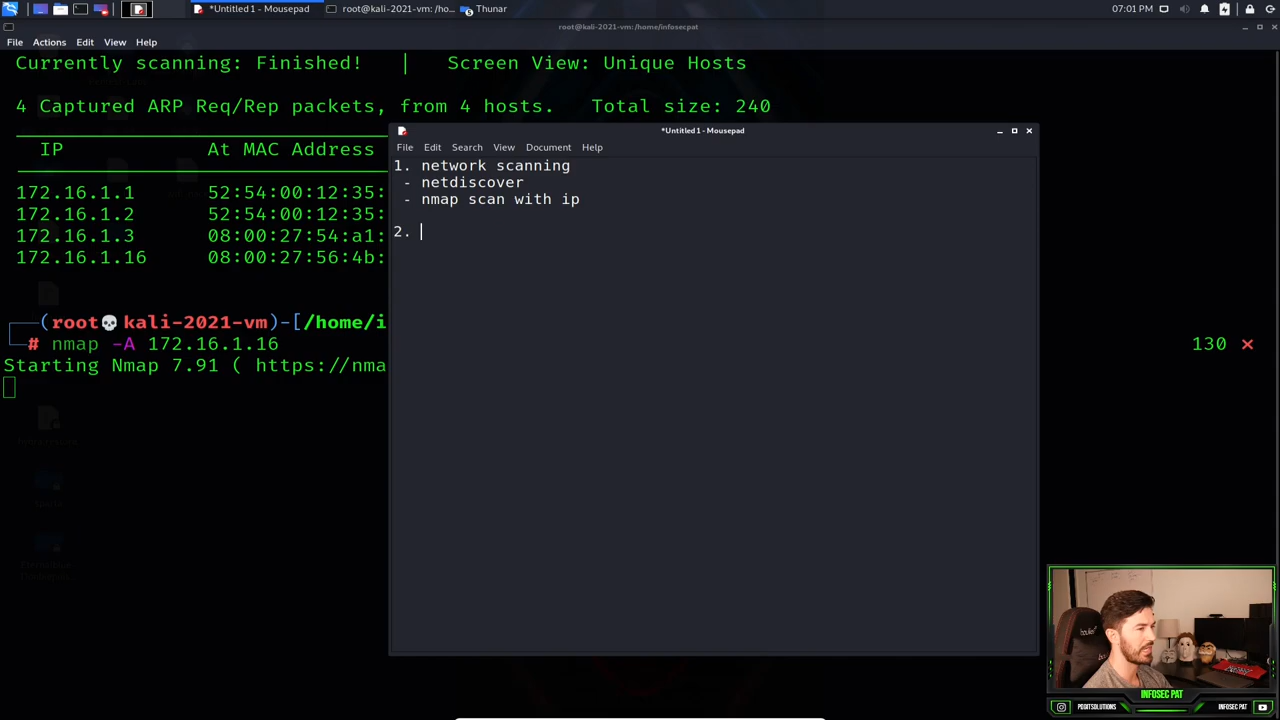 *Untitled 1 - Mousepad
root@kali-2021-vm: /ho...
5
Thunar
07:01 PM
root@kali-2021-vm: /home/infosecpat
File Actions Edit View Help
Currently scanning: Finished! | Screen View: Unique Hosts
4 Captured ARP Req/Rep packets, from 4 hosts. Total size: 240
IP At MAC Address
172.16.1.1 52:54:00:12:35:
172.16.1.2 52:54:00:12:35:
172.16.1.3 08:00:27:54:a1:
172.16.1.16 08:00:27:56:4b:
(root💀kali-2021-vm)-[/home/i
# nmap -A 172.16.1.16
130 ×
Starting Nmap 7.91 ( https://nma
*Untitled 1 - Mousepad
File Edit Search View Document Help
1. network scanning
- netdiscover
- nmap scan with ip
2.
INFOSEC PAT
PGGITSOLUTIONS
INFOSEC PAT